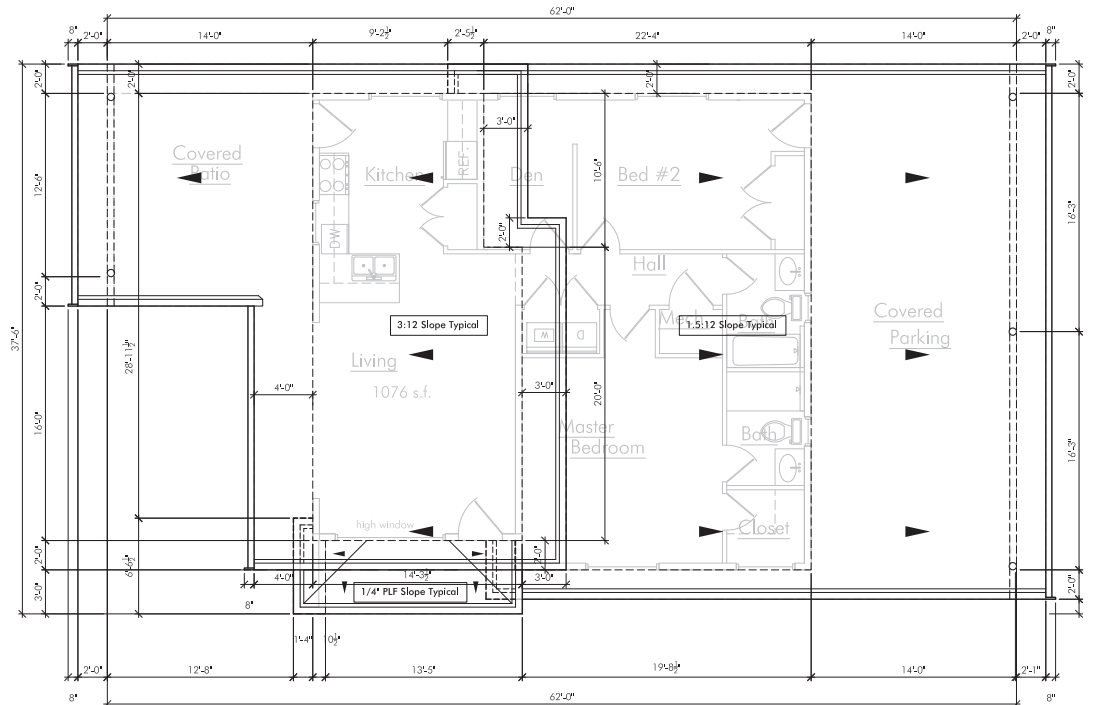 62'-0"
8"
2'-0"
14'-0"
9'-2½"
2'-5½"
22'-4"
14'-0"
2'-0"
8"
2'-0"
2'-0"
2'-0"
2'-0"
3'-0"
Covered
Patio
Kitchen
REF.
Den
Bed #2
10'-6"
12'-6"
16'-3"
2'-0"
DW
Hall
2'-0"
Mech.
Bath
3:12 Slope Typical
1.5:12 Slope Typical
W
D
Covered
Parking
37'-6"
28'-11½"
Living
1076 s.f.
4'-0"
3'-0"
20'-0"
16'-0"
Master
Bedroom
Bath
16'-3"
high window
Closet
2'-0"
6'-6½"
2'-0"
4'-0"
14'-3½"
3'-0"
2'-0"
3'-0"
8"
1/4" PLF Slope Typical
1'-4"
10½"
2'-0"
12'-8"
13'-5"
19'-8½"
14'-0"
2'-1"
8"
62'-0"
8"